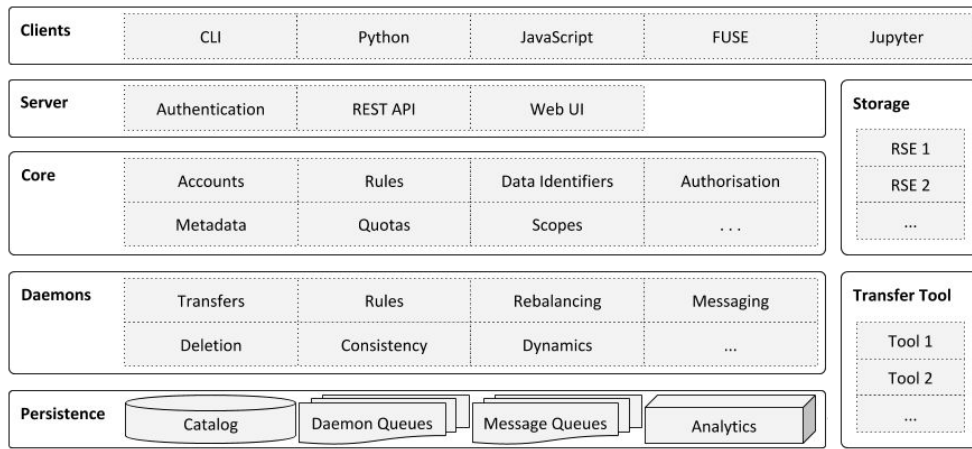 Clients
CLI Python JavaScript FUSE Jupyter
Server
Authentication REST API Web UI
Core
Accounts Rules Data Identifiers Authorisation
Metadata Quotas Scopes . . .
Daemons
Transfers Rules Rebalancing Messaging
Deletion Consistency Dynamics ...
Persistence
Catalog Daemon Queues Message Queues Analytics
Storage
RSE 1
RSE 2
...
Transfer Tool
Tool 1
Tool 2
...